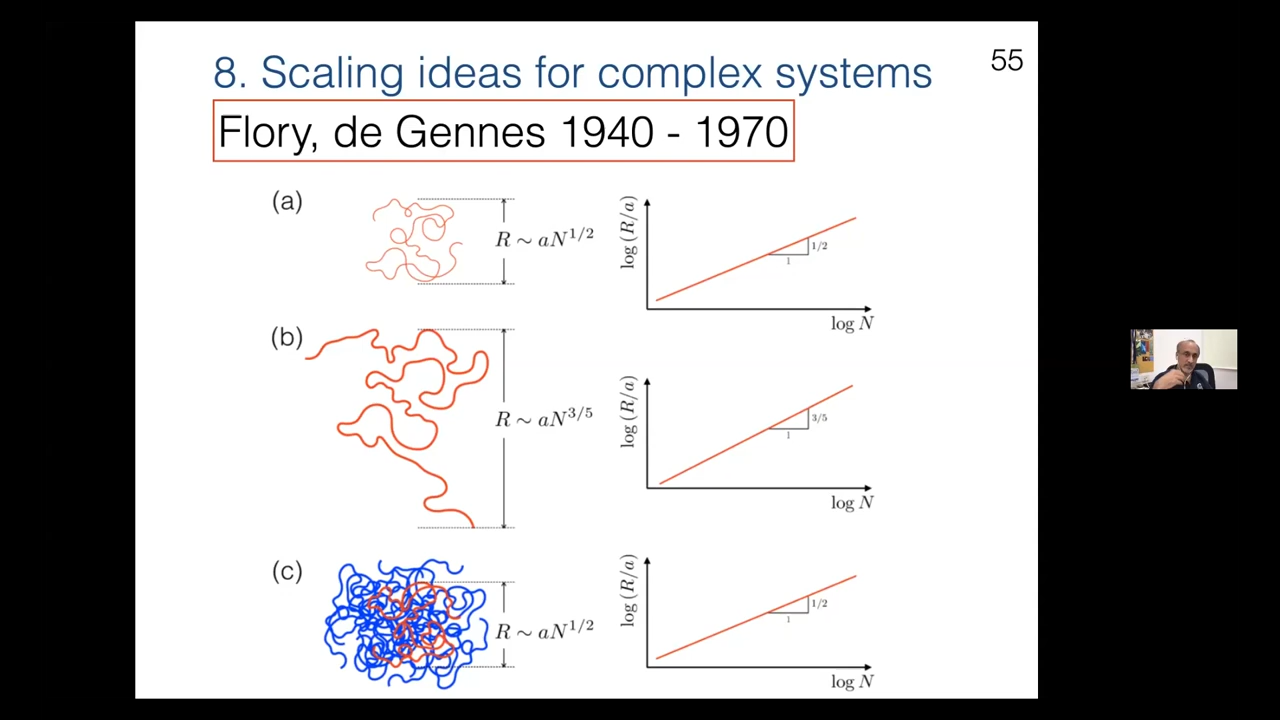 8. Scaling ideas for complex systems
55
Flory, de Gennes 1940 - 1970
(a)
R ~ aN^{1/2}
log (R/a)
1/2
1
log N
(b)
R ~ aN^{3/5}
log (R/a)
3/5
1
log N
(c)
R ~ aN^{1/2}
log (R/a)
1/2
1
log N